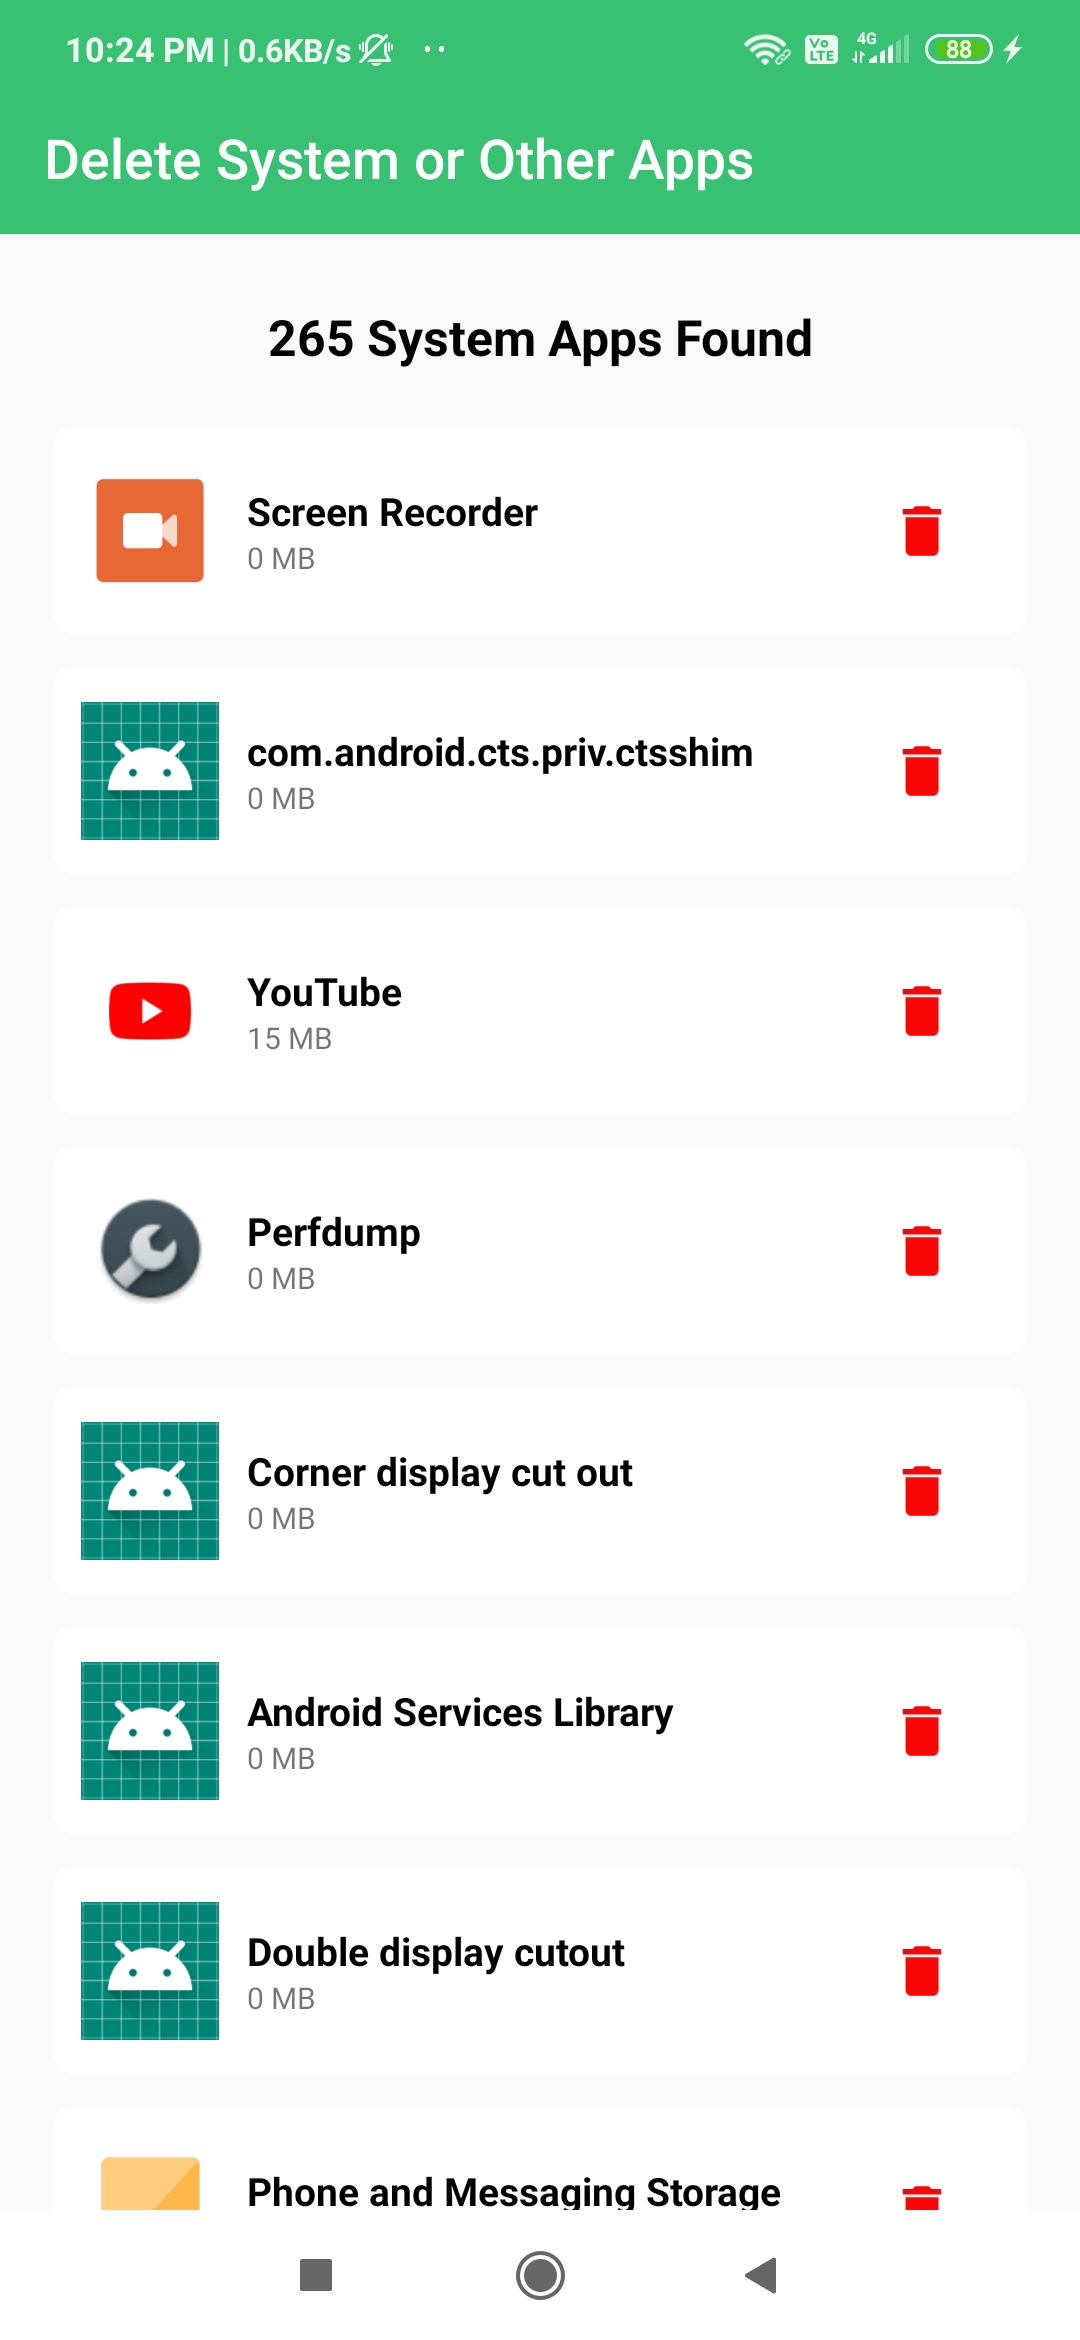 10:24 PM | 0.6KB/s
Vo LTE
4G
88
Delete System or Other Apps
265 System Apps Found
Screen Recorder
0 MB
com.android.cts.priv.ctsshim
0 MB
YouTube
15 MB
Perfdump
0 MB
Corner display cut out
0 MB
Android Services Library
0 MB
Double display cutout
0 MB
Phone and Messaging Storage